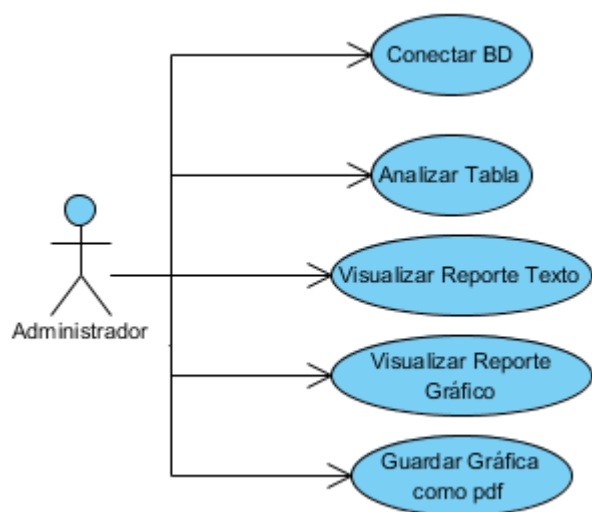 Conectar BD
Analizar Tabla
Visualizar Reporte Texto
Administrador
Visualizar Reporte
Gráfico
Guardar Gráfica
como pdf